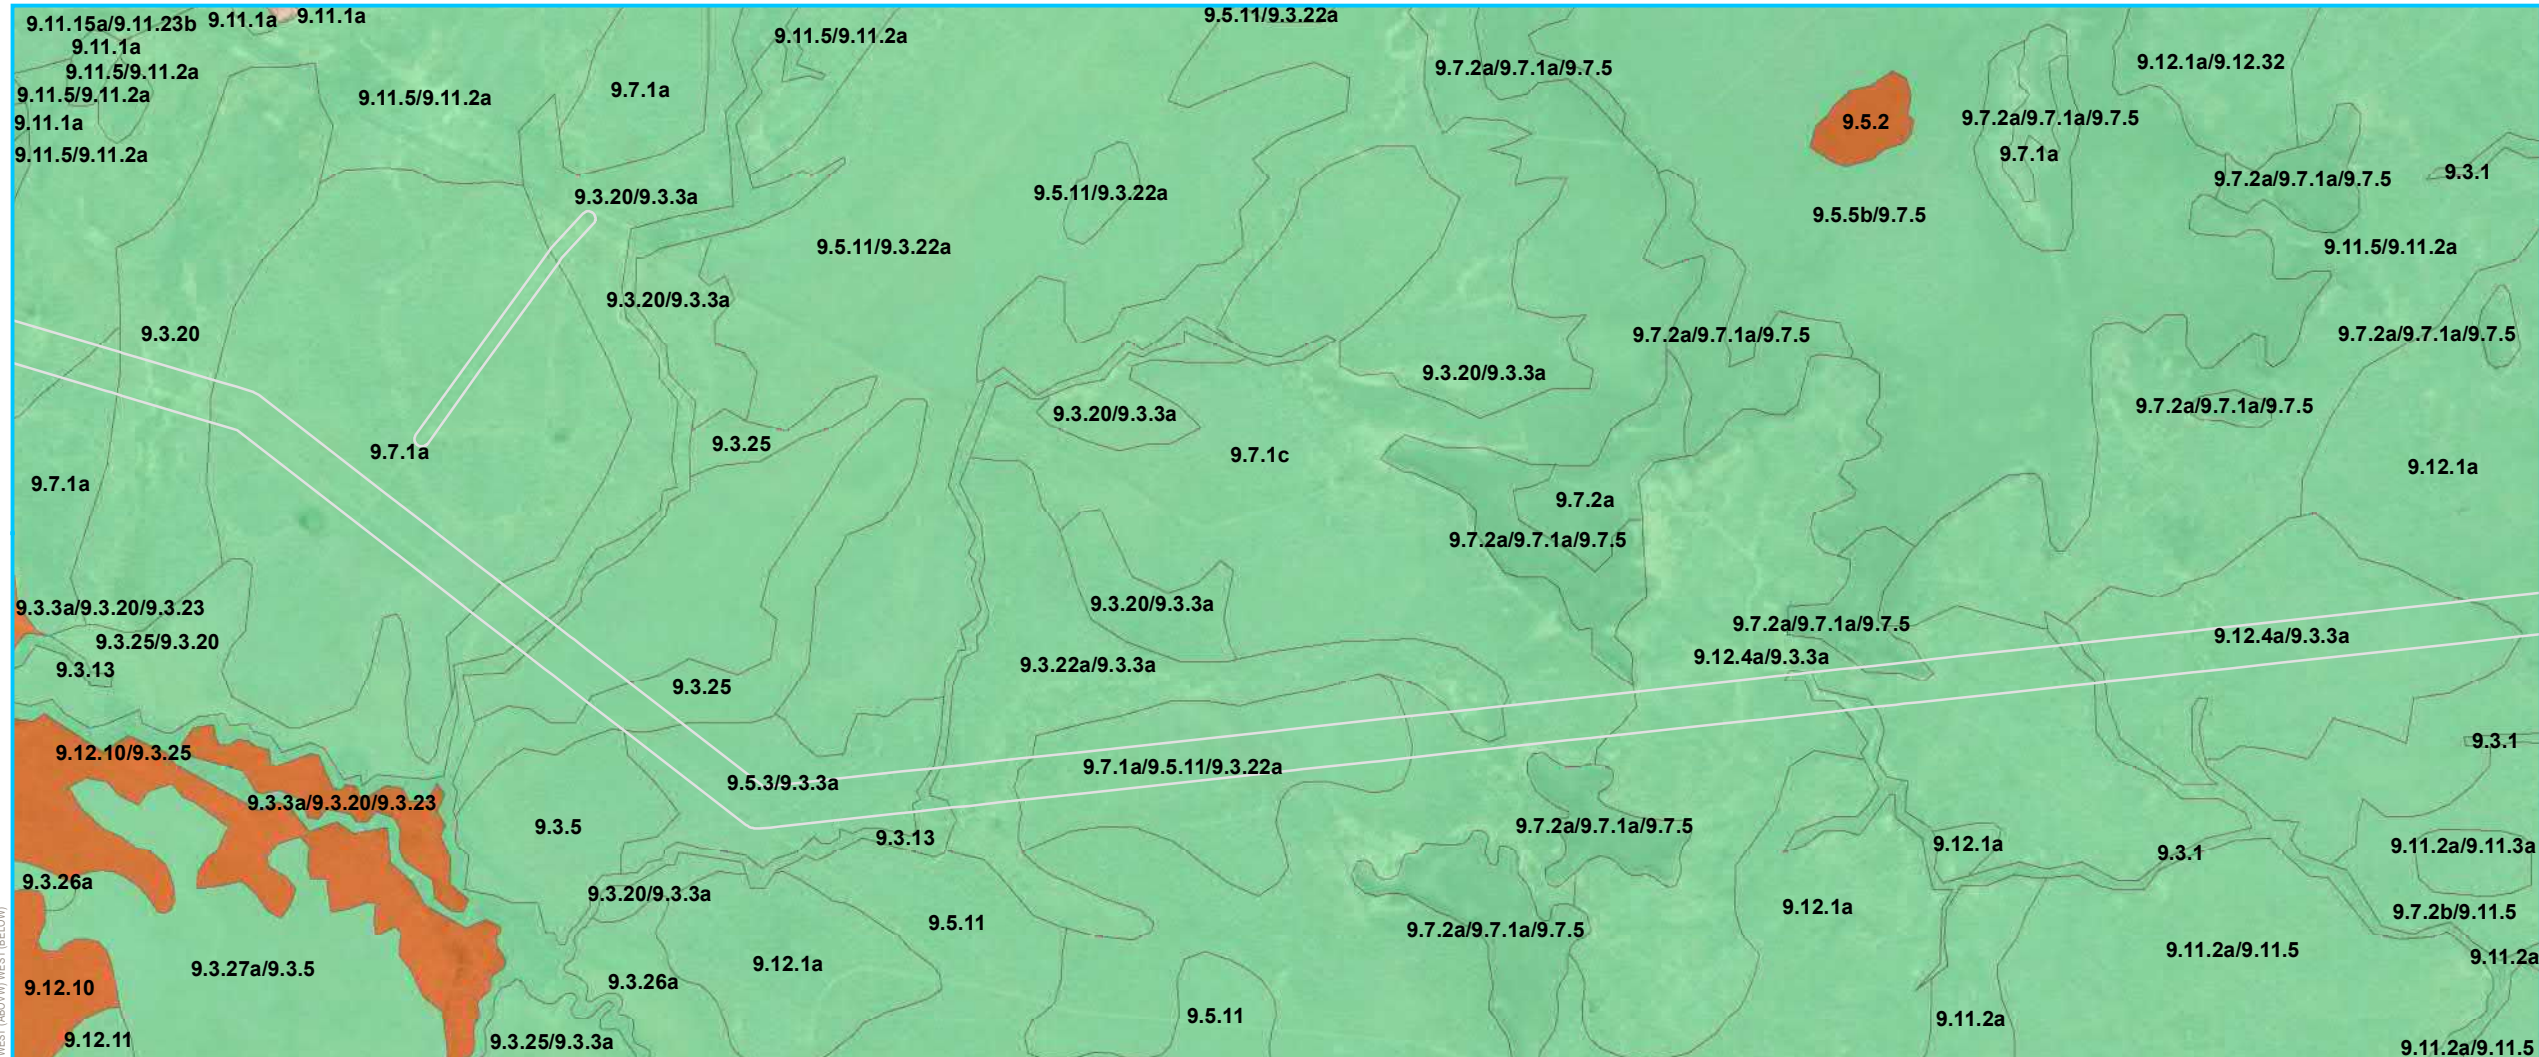 9.11.15a/9.11.23b
9.11.1a
9.11.1a
9.5.11/9.3.22a
9.11.1a
9.11.5/9.11.2a
9.11.5/9.11.2a
9.11.1a
9.11.5/9.11.2a
9.11.5/9.11.2a
9.7.1a
9.11.5/9.11.2a
9.7.2a/9.7.1a/9.7.5
9.12.1a/9.12.32
9.5.2
9.7.2a/9.7.1a/9.7.5
9.7.1a
9.7.2a/9.7.1a/9.7.5
9.3.1
9.3.20/9.3.3a
9.5.11/9.3.22a
9.5.5b/9.7.5
9.5.11/9.3.22a
9.11.5/9.11.2a
9.3.20/9.3.3a
9.3.20
9.7.2a/9.7.1a/9.7.5
9.7.2a/9.7.1a/9.7.5
9.3.20/9.3.3a
9.3.20/9.3.3a
9.7.2a/9.7.1a/9.7.5
9.7.1a
9.3.25
9.7.1c
9.12.1a
9.7.1a
9.7.2a
9.7.2a/9.7.1a/9.7.5
9.3.3a/9.3.20/9.3.23
9.3.20/9.3.3a
9.3.25/9.3.20
9.7.2a/9.7.1a/9.7.5
9.12.4a/9.3.3a
9.3.13
9.3.22a/9.3.3a
9.12.4a/9.3.3a
9.3.25
9.12.10/9.3.25
9.3.1
9.5.3/9.3.3a
9.7.1a/9.5.11/9.3.22a
9.3.3a/9.3.20/9.3.23
9.3.5
9.3.13
9.7.2a/9.7.1a/9.7.5
9.12.1a
9.3.1
9.11.2a/9.11.3a
9.3.26a
9.3.20/9.3.3a
9.5.11
9.12.1a
9.7.2b/9.11.5
9.7.2a/9.7.1a/9.7.5
9.3.27a/9.3.5
9.12.1a
9.11.2a/9.11.5
9.11.2a
9.12.10
9.3.26a
9.5.11
9.11.2a
9.12.11
9.3.25/9.3.3a
9.11.2a/9.11.5